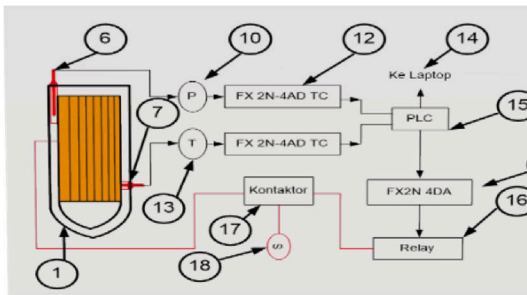 6
10
12
14
Ke Laptop
P
FX 2N-4AD TC
7
PLC
15
T
FX 2N-4AD TC
13
Kontaktor
FX2N 4DA
17
16
Relay
18
S
1